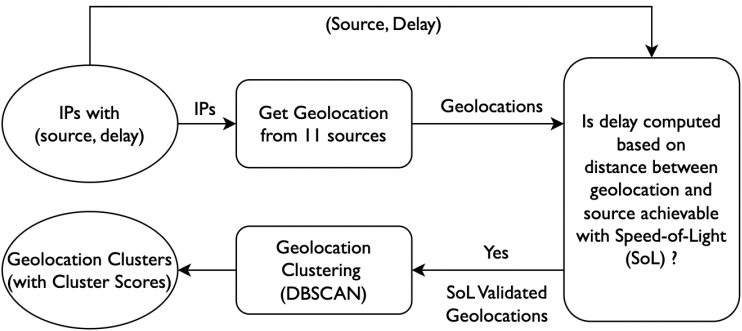 (Source, Delay)
IPs with
(source, delay)
IPs
Get Geolocation
from 11 sources
Geolocations
Is delay computed
based on
distance between
geolocation and
source achievable
with Speed-of-Light
(SoL) ?
Yes
SoL Validated
Geolocations
Geolocation
Clustering
(DBSCAN)
Geolocation Clusters
(with Cluster Scores)